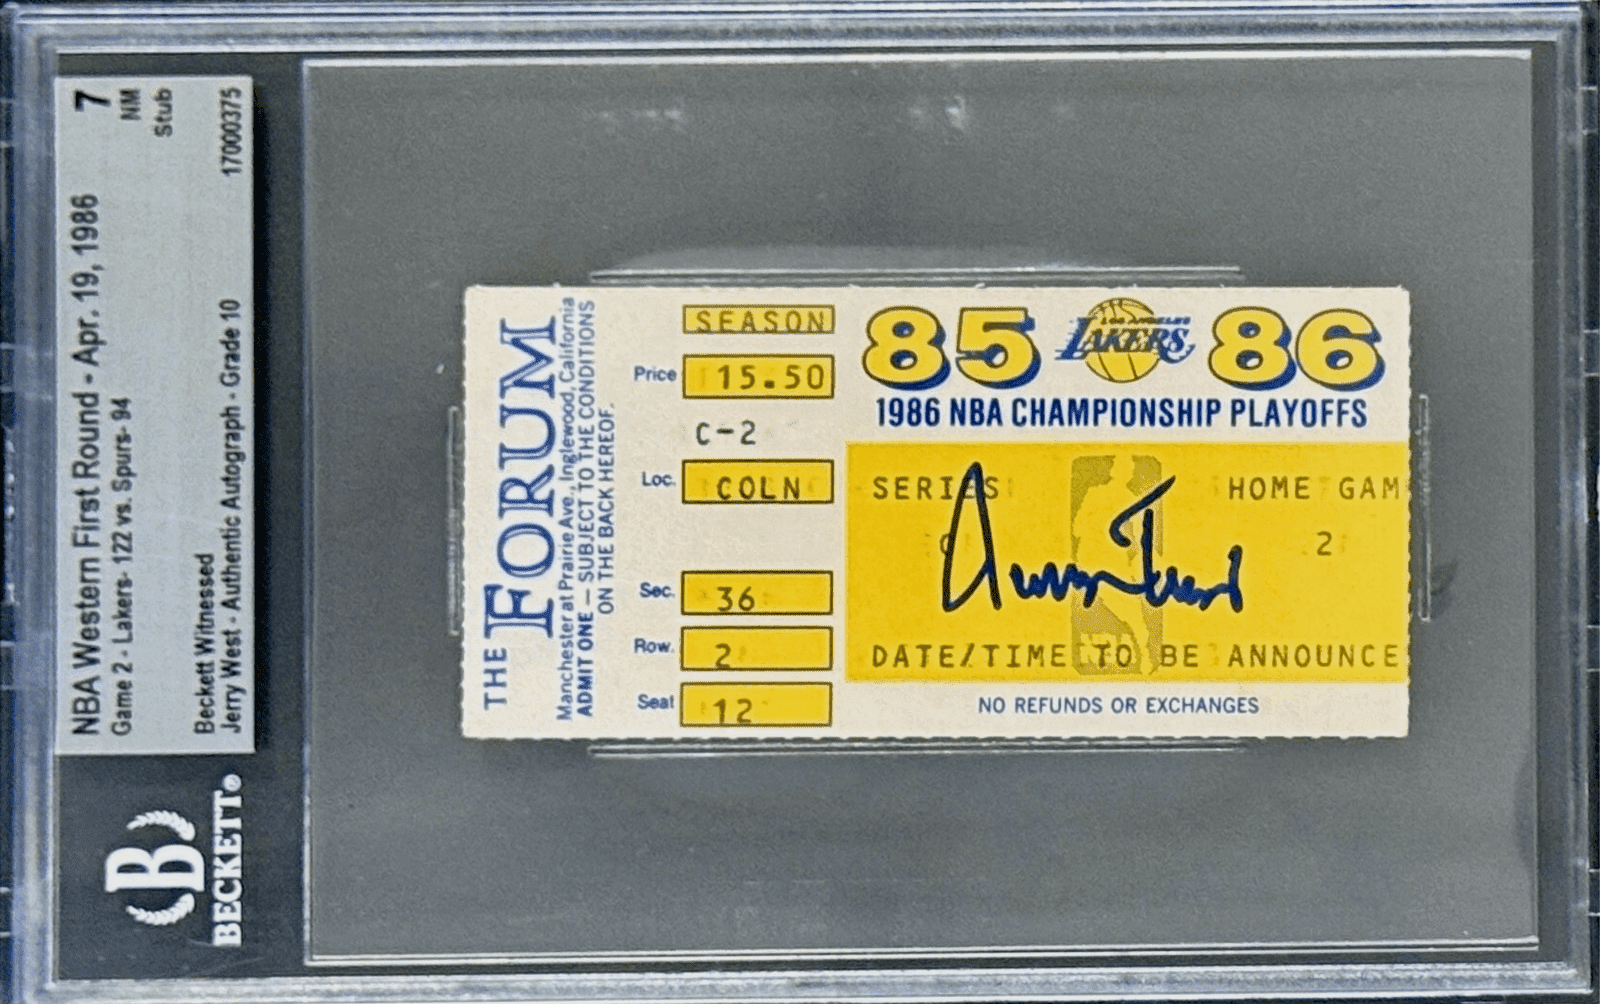 NBA Western First Round - Apr. 19, 1986 7
Game 2 - Lakers- 122 vs. Spurs- 94 NM
Stub
Beckett Witnessed
Jerry West - Authentic Autograph - Grade 10 17000375
B
BECKETT®
THE FORUM
Manchester at Prairie Ave., Inglewood, California
ADMIT ONE — SUBJECT TO THE CONDITIONS
ON THE BACK HEREOF.
SEASON
Price 15.50
C-2
Loc. COLN
Sec. 36
Row. 2
Seat 12
85 LOS ANGELES LAKERS 86
1986 NBA CHAMPIONSHIP PLAYOFFS
SERIES HOME GAM
2
DATE/TIME TO BE ANNOUNCE
NO REFUNDS OR EXCHANGES